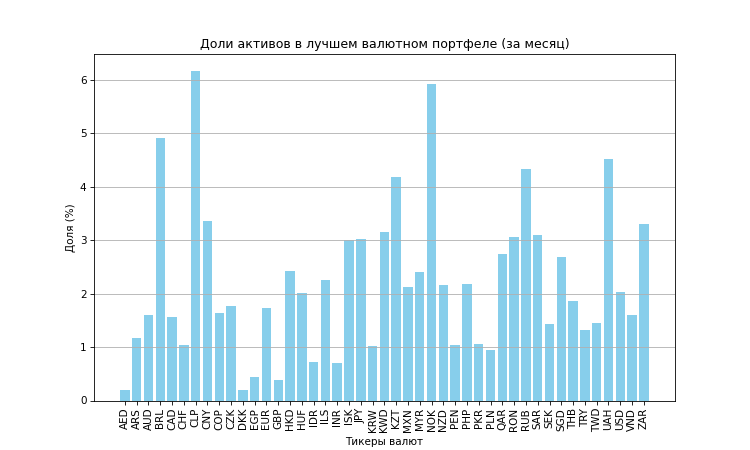 Доли активов в лучшем валютном портфеле (за месяц)
Доля (%)
6
5
4
3
2
1
0
AED ARS AUD BRL CAD CHF CLP CNY COP CZK DKK EGP EUR GBP HKD HUF IDR ILS INR ISK JPY KRW KWD KZT MXN MYR NOK NZD PEN PHP PKR PLN QAR RON RUB SAR SEK SGD THB TRY TWD UAH USD VND ZAR
Тикеры валют